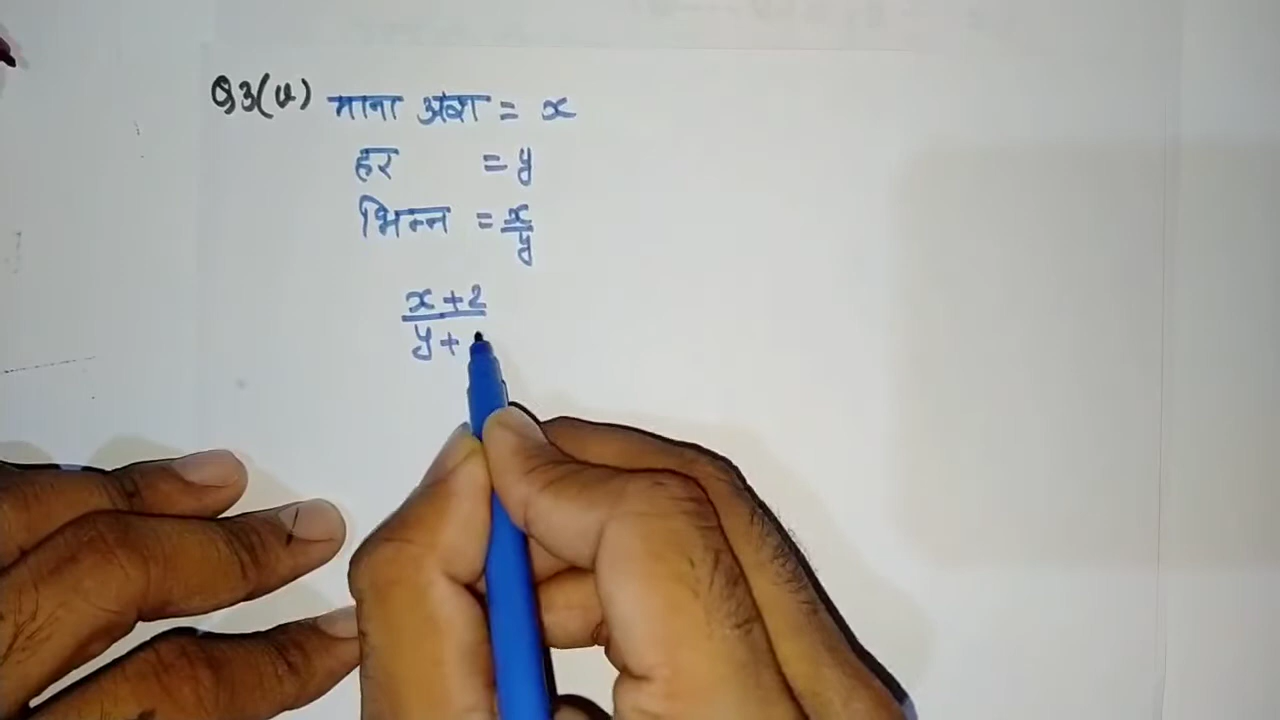 Q3(v) माना अंश = x
हर = y
भिन्न = x/y
x + 2
y +